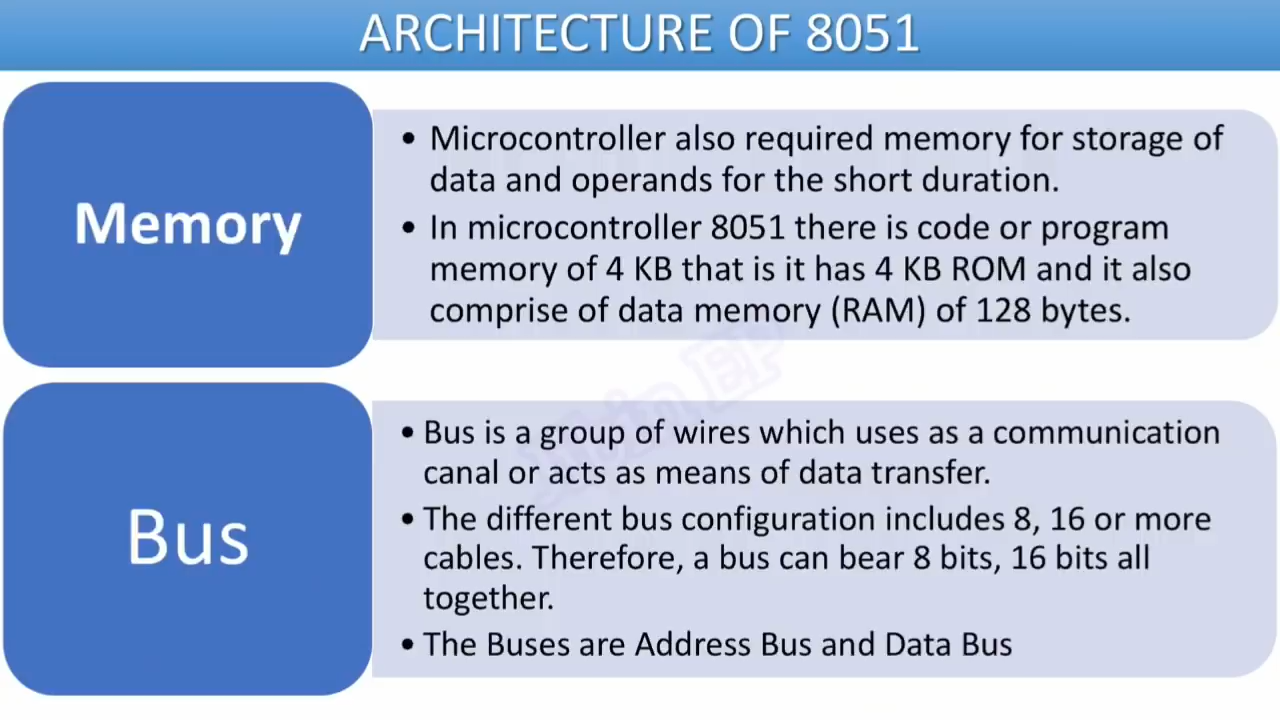 ARCHITECTURE OF 8051
Memory
• Microcontroller also required memory for storage of
data and operands for the short duration.
• In microcontroller 8051 there is code or program
memory of 4 KB that is it has 4 KB ROM and it also
comprise of data memory (RAM) of 128 bytes.
Bus
• Bus is a group of wires which uses as a communication
canal or acts as means of data transfer.
• The different bus configuration includes 8, 16 or more
cables. Therefore, a bus can bear 8 bits, 16 bits all
together.
• The Buses are Address Bus and Data Bus